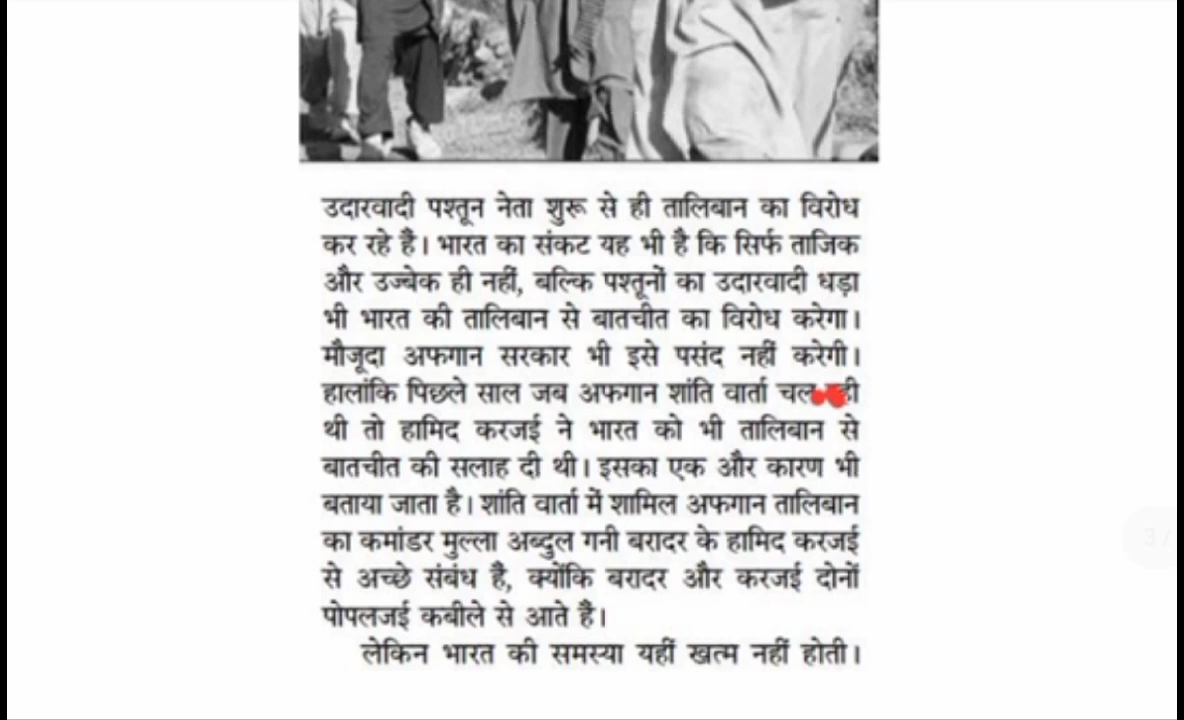 उदारवादी पश्तून नेता शुरू से ही तालिबान का विरोध
कर रहे हैं। भारत का संकट यह भी है कि सिर्फ ताजिक
और उज्बेक ही नहीं, बल्कि पश्तूनों का उदारवादी धड़ा
भी भारत की तालिबान से बातचीत का विरोध करेगा।
मौजूदा अफगान सरकार भी इसे पसंद नहीं करेगी।
हालांकि पिछले साल जब अफगान शांति वार्ता चल
थी तो हामिद करजई ने भारत को भी तालिबान से
बातचीत की सलाह दी थी। इसका एक और कारण भी
बताया जाता है। शांति वार्ता में शामिल अफगान तालिबान
का कमांडर मुल्ला अब्दुल गनी बरादर के हामिद करजई
से अच्छे संबंध हैं, क्योंकि बरादर और करजई दोनों
पोपलजई कबीले से आते हैं।
लेकिन भारत की समस्या यहीं खत्म नहीं होती।
3/